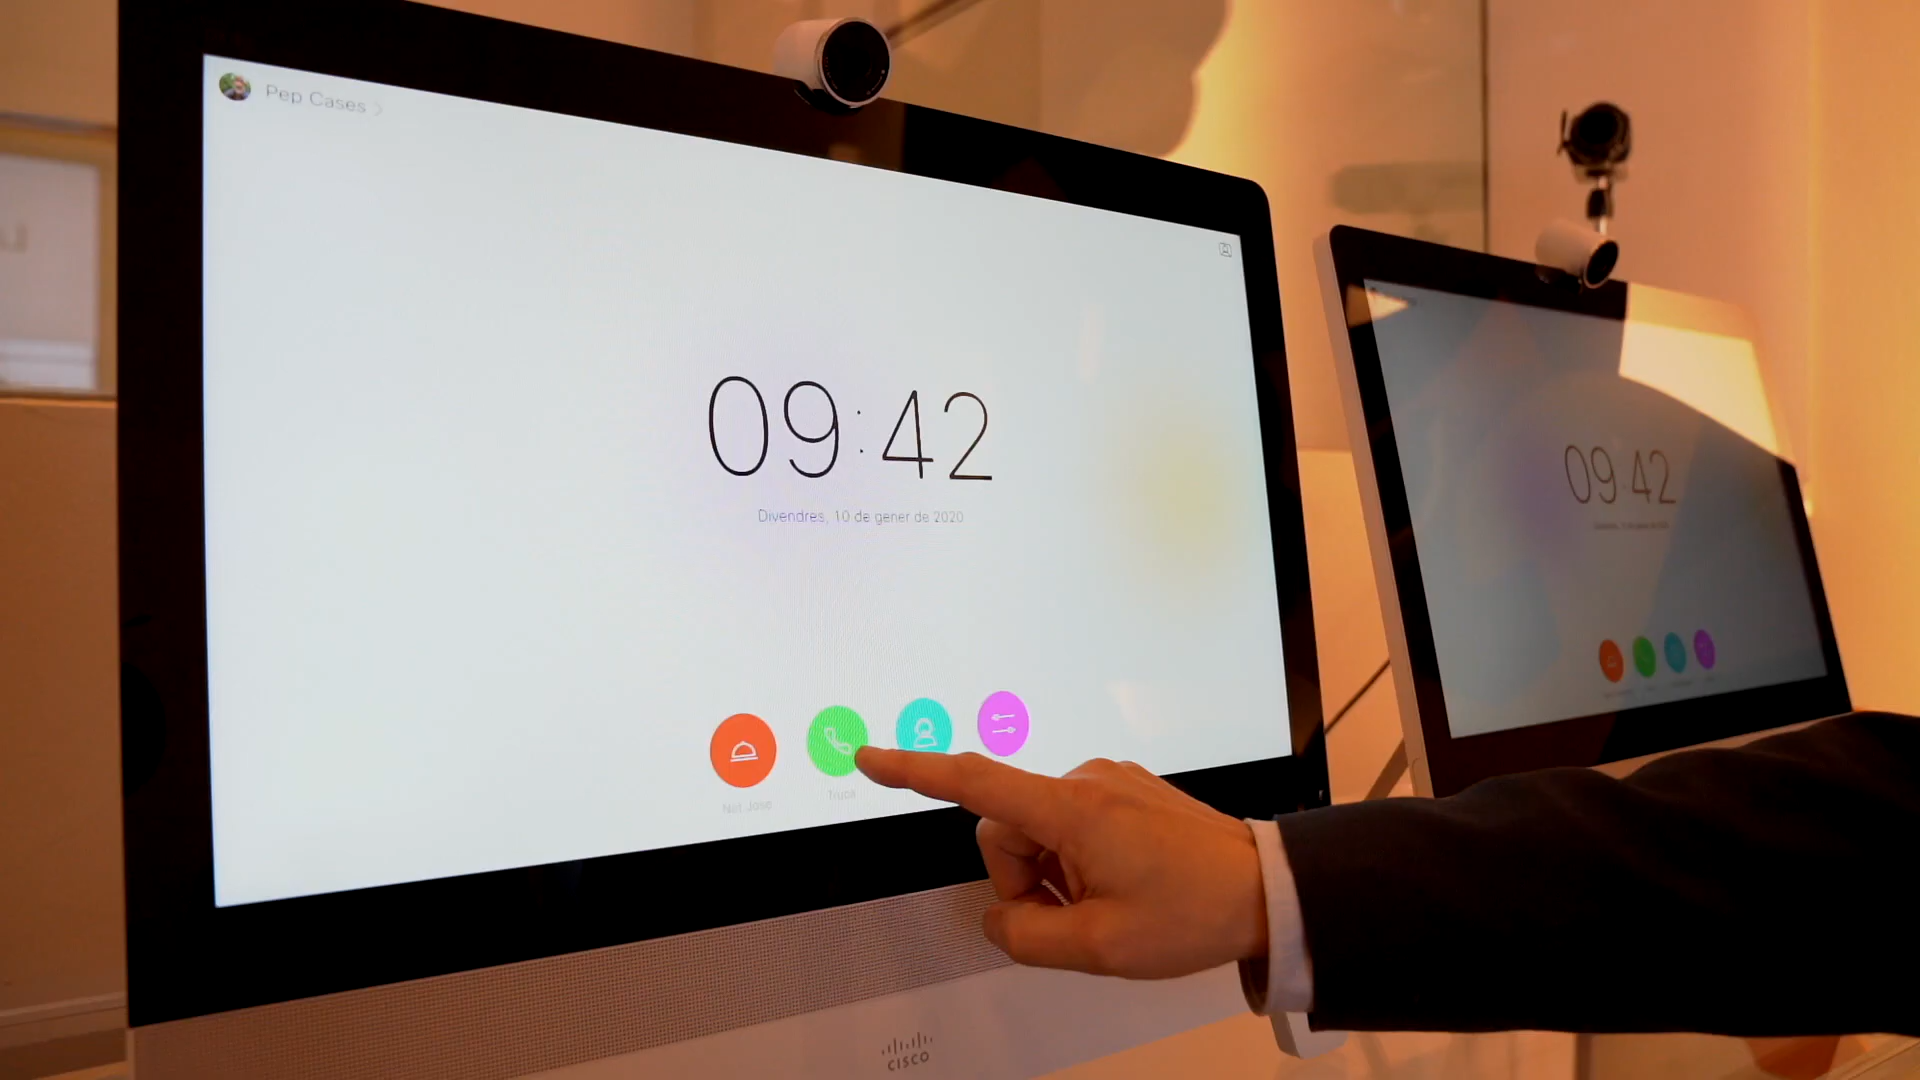 Pep Cases
09:42
Divendres, 10 de gener de 2020
Truca
CISCO
09 42